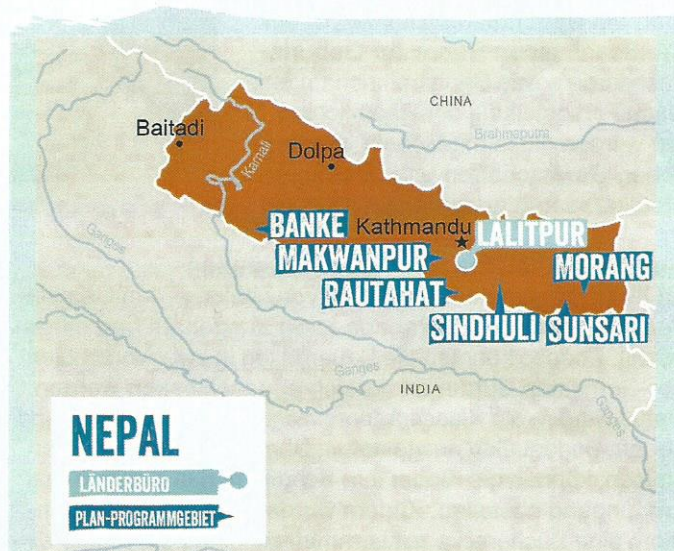 CHINA
Baitadi
Brahmaputra
Dolpa
Karnali
BANKE
Kathmandu
LALITPUR
Ganges
MAKWANPUR
MORANG
RAUTAHAT
SINDHULI
SUNSARI
Ganges
INDIA
Ganges
NEPAL
LÄNDERBÜRO
PLAN-PROGRAMMGEBIET